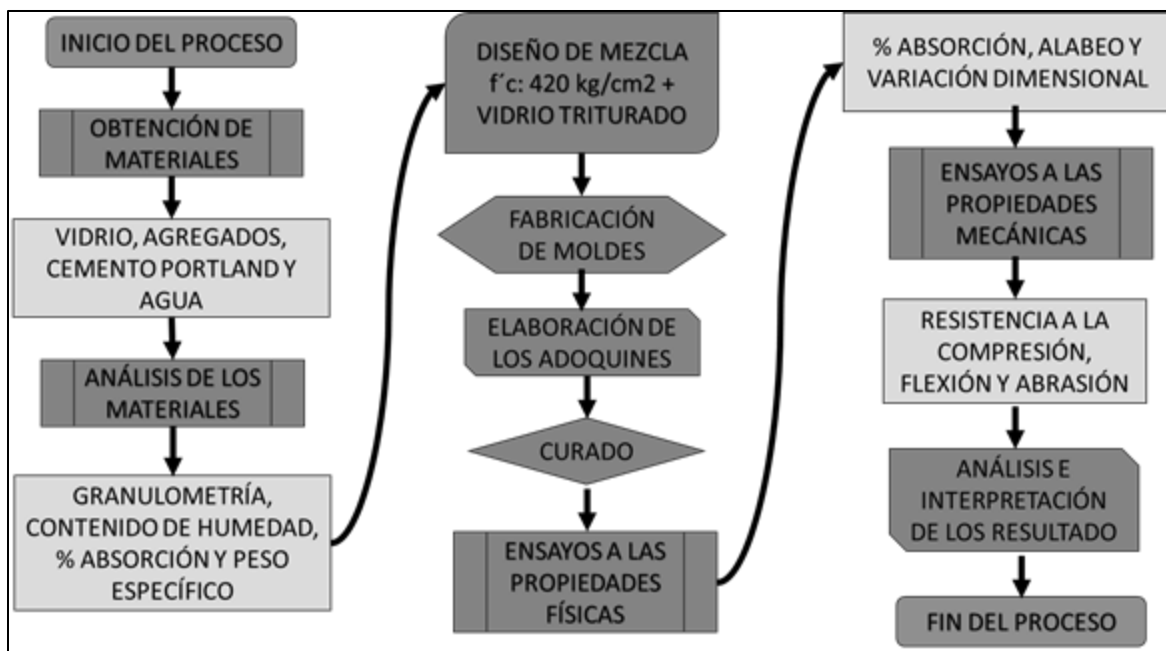 INICIO DEL PROCESO
OBTENCIÓN DE
MATERIALES
VIDRIO, AGREGADOS,
CEMENTO PORTLAND Y
AGUA
ANÁLISIS DE LOS
MATERIALES
GRANULOMETRÍA,
CONTENIDO DE HUMEDAD,
% ABSORCIÓN Y PESO
ESPECÍFICO
DISEÑO DE MEZCLA
f´c: 420 kg/cm2 +
VIDRIO TRITURADO
FABRICACIÓN
DE MOLDES
ELABORACIÓN DE
LOS ADOQUINES
CURADO
ENSAYOS A LAS
PROPIEDADES
FÍSICAS
% ABSORCIÓN, ALABEO Y
VARIACIÓN DIMENSIONAL
ENSAYOS A LAS
PROPIEDADES
MECÁNICAS
RESISTENCIA A LA
COMPRESIÓN,
FLEXIÓN Y ABRASIÓN
ANÁLISIS E
INTERPRETACIÓN
DE LOS RESULTADO
FIN DEL PROCESO